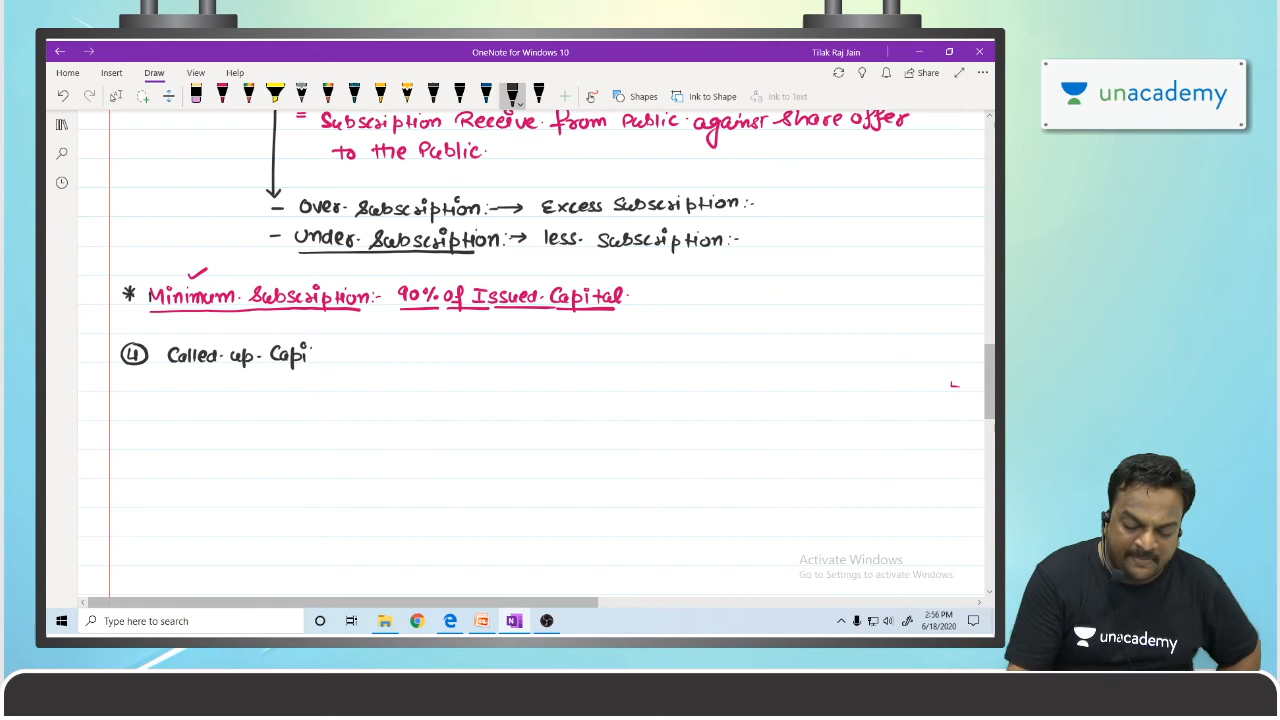 OneNote for Windows 10
Tilak Raj Jain
Home Insert Draw View Help
Share
Shapes
Ink to Shape
Ink to Text
unacademy
= Subscription Receive from Public against Share offer
to the Public.
- Over Subscription:- → Excess Subscription:-
- Under Subscription:- → less Subscription:-
* Minimum Subscription:- 90% of Issued Capital.
④ Called up Capi
Activate Windows
Go to Settings to activate Windows.
Type here to search
2:56 PM
6/18/2020
unacademy